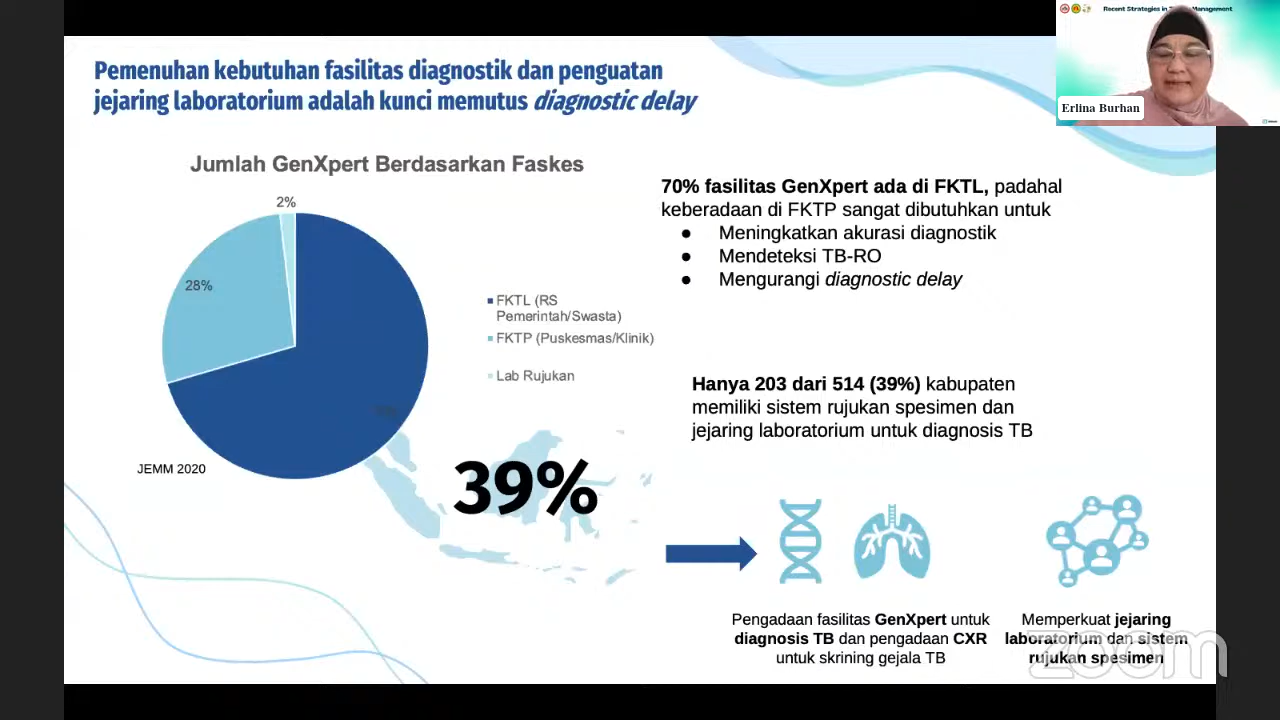 Recent Strategies in Management
Erlina Burhan
Pemenuhan kebutuhan fasilitas diagnostik dan penguatan
jejaring laboratorium adalah kunci memutus diagnostic delay
Jumlah GenXpert Berdasarkan Faskes
2%
28%
FKTL (RS
Pemerintah/Swasta)
FKTP (Puskesmas/Klinik)
Lab Rujukan
JEMM 2020
39%
70% fasilitas GenXpert ada di FKTL, padahal
keberadaan di FKTP sangat dibutuhkan untuk
● Meningkatkan akurasi diagnostik
● Mendeteksi TB-RO
● Mengurangi diagnostic delay
Hanya 203 dari 514 (39%) kabupaten
memiliki sistem rujukan spesimen dan
jejaring laboratorium untuk diagnosis TB
Pengadaan fasilitas GenXpert untuk
diagnosis TB dan pengadaan CXR
untuk skrining gejala TB
Memperkuat jejaring
laboratorium dan sistem
rujukan spesimen
zoom